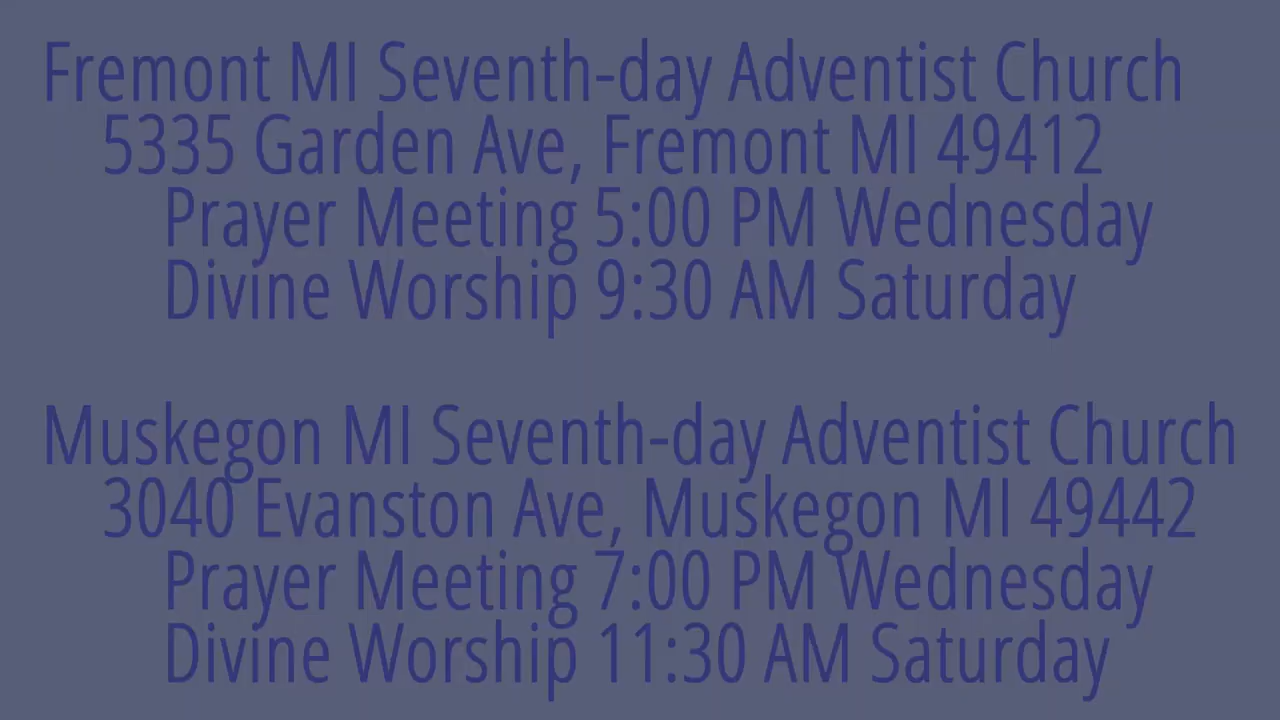 Fremont MI Seventh-day Adventist Church
5335 Garden Ave, Fremont MI 49412
Prayer Meeting 5:00 PM Wednesday
Divine Worship 9:30 AM Saturday
Muskegon MI Seventh-day Adventist Church
3040 Evanston Ave, Muskegon MI 49442
Prayer Meeting 7:00 PM Wednesday
Divine Worship 11:30 AM Saturday